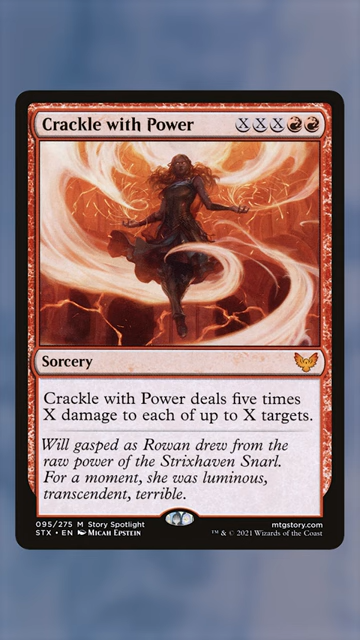 Crackle with Power XXX
Sorcery
Crackle with Power deals five times
X damage to each of up to X targets.
Will gasped as Rowan drew from the
raw power of the Strixhaven Snarl.
For a moment, she was luminous,
transcendent, terrible.
095/275 M Story Spotlight
STX • EN Micah Epstein
mtgstory.com
™ & © 2021 Wizards of the Coast